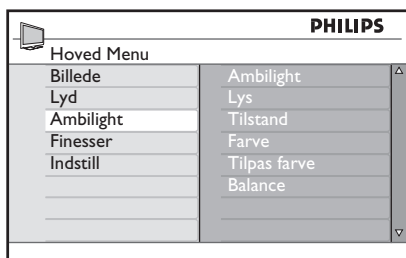 PHILIPS
Hoved Menu
Billede
Lyd
Ambilight
Finesser
Indstill
Ambilight
Lys
Tilstand
Farve
Tilpas farve
Balance